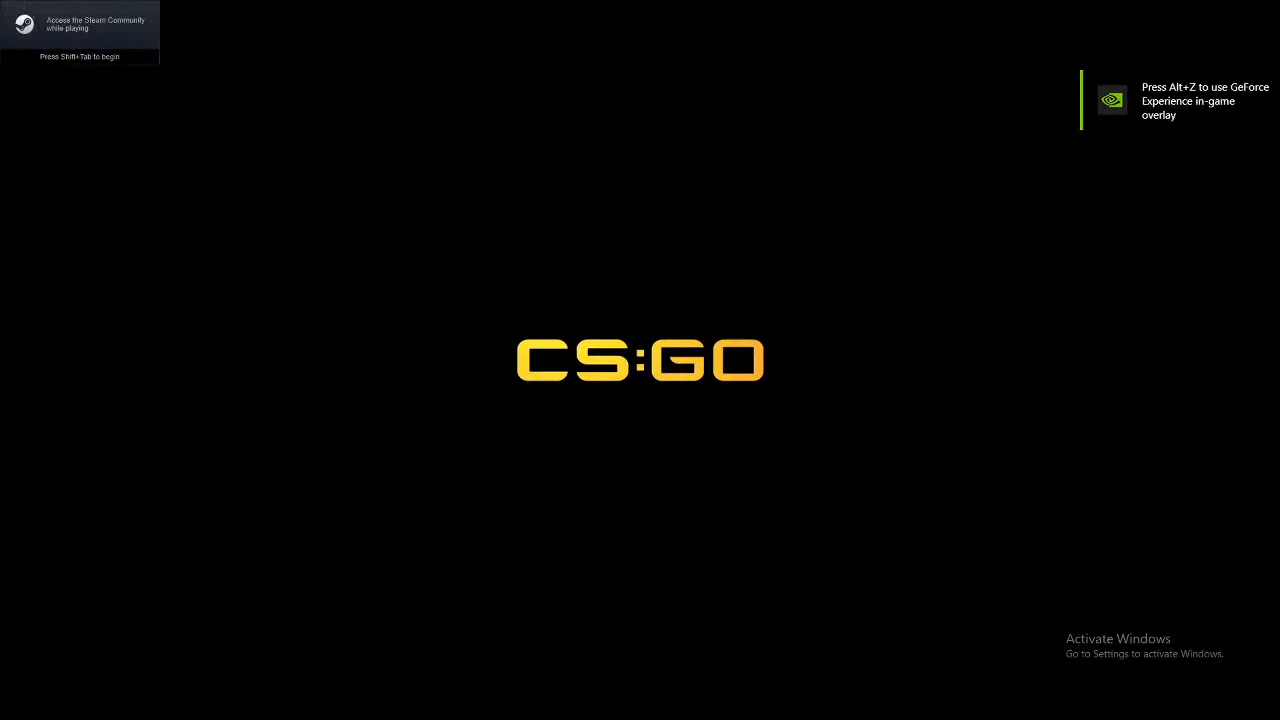 Access the Steam Community
while playing
Press Shift+Tab to begin
Press Alt+Z to use GeForce
Experience in-game
overlay
CS:GO
Activate Windows
Go to Settings to activate Windows.